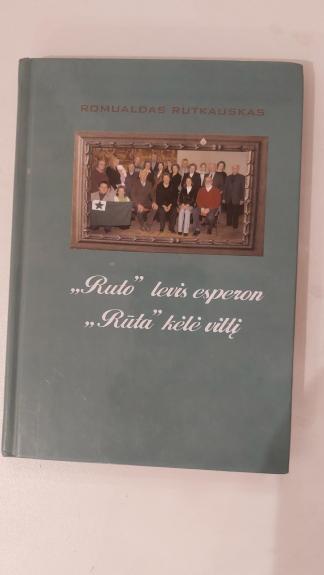 ROMUALDAS RUTKAUSKAS
„Ruto” levis esperon
„Rūta” kėlė viltį